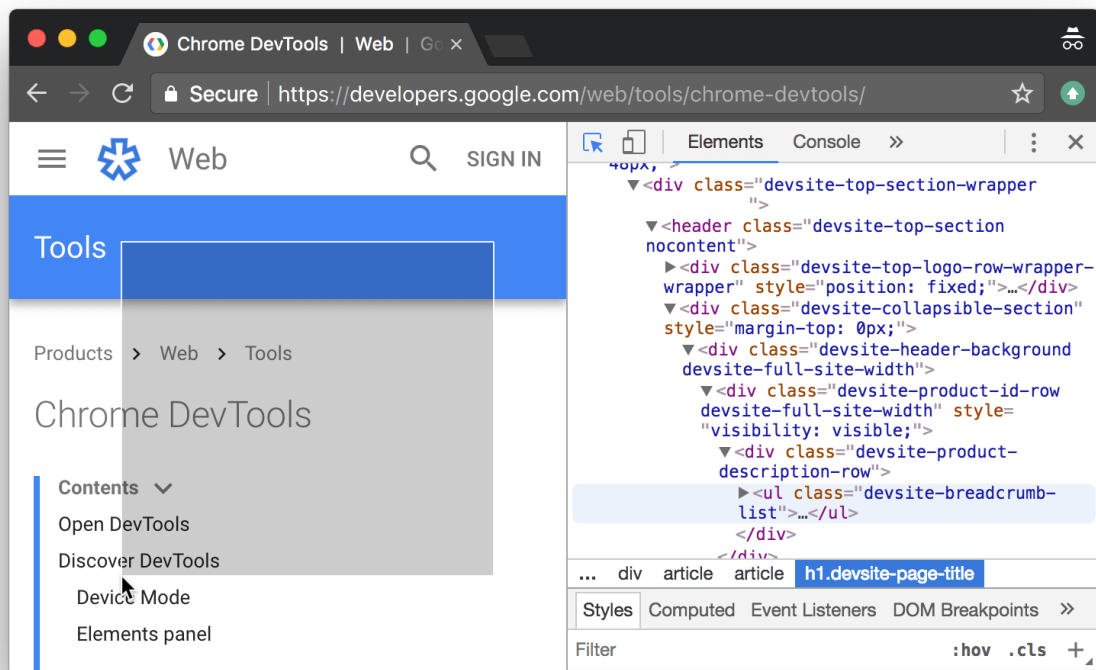 Chrome DevTools | Web | Go
Secure https://developers.google.com/web/tools/chrome-devtools/
Web SIGN IN
Tools
Products Web Tools
Chrome DevTools
Contents
Open DevTools
Discover DevTools
Device Mode
Elements panel
Elements Console
48px; >
<div class="devsite-top-section-wrapper
">
<header class="devsite-top-section
nocontent">
<div class="devsite-top-logo-row-wrapper-
wrapper" style="position: fixed;">…</div>
<div class="devsite-collapsible-section"
style="margin-top: 0px;">
<div class="devsite-header-background
devsite-full-site-width">
<div class="devsite-product-id-row
devsite-full-site-width" style=
"visibility: visible;">
<div class="devsite-product-
description-row">
<ul class="devsite-breadcrumb-
list">…</ul>
</div>
</div>
... div article article h1.devsite-page-title
Styles Computed Event Listeners DOM Breakpoints
Filter :hov .cls